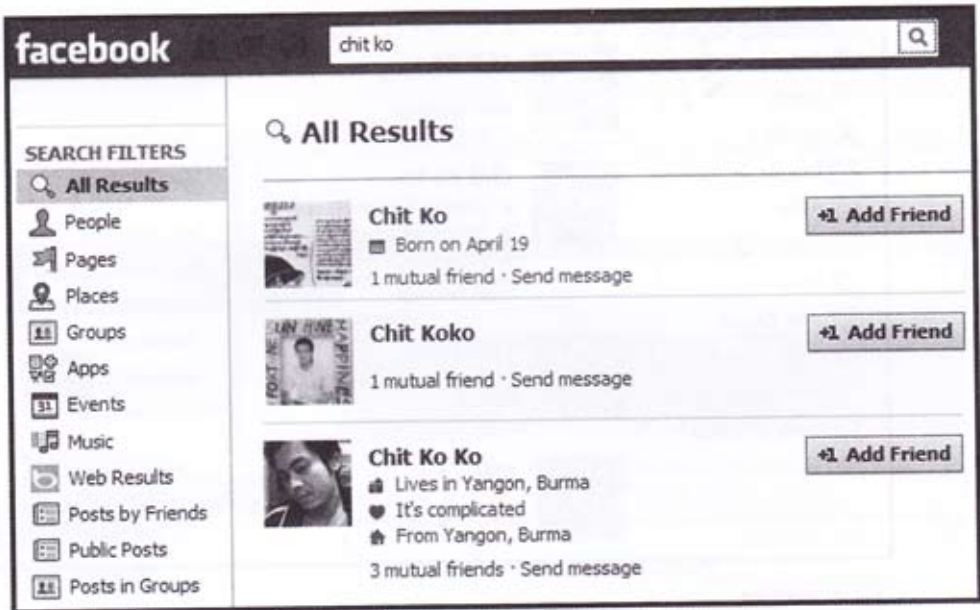 facebook
chit ko
SEARCH FILTERS
All Results
People
Pages
Places
Groups
Apps
31 Events
Music
Web Results
Posts by Friends
Public Posts
Posts in Groups
All Results
Chit Ko
Born on April 19
1 mutual friend · Send message
+1 Add Friend
Chit Koko
1 mutual friend · Send message
+1 Add Friend
Chit Ko Ko
Lives in Yangon, Burma
It's complicated
From Yangon, Burma
3 mutual friends · Send message
+1 Add Friend